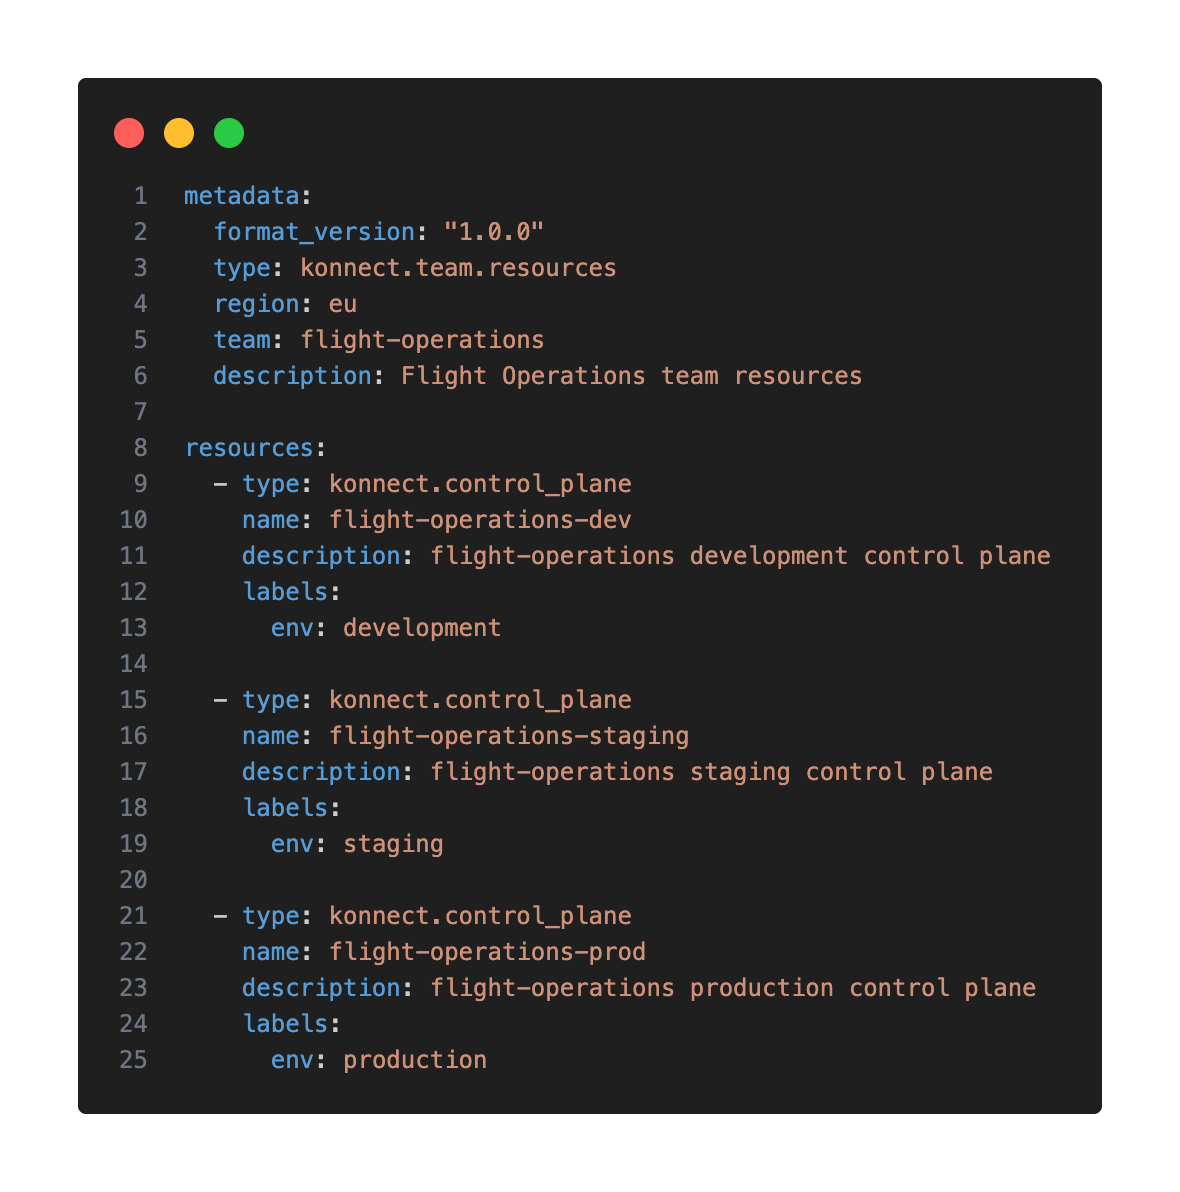 1 metadata:
2   format_version: "1.0.0"
3   type: konnect.team.resources
4   region: eu
5   team: flight-operations
6   description: Flight Operations team resources
7
8 resources:
9   - type: konnect.control_plane
10     name: flight-operations-dev
11     description: flight-operations development control plane
12     labels:
13       env: development
14
15   - type: konnect.control_plane
16     name: flight-operations-staging
17     description: flight-operations staging control plane
18     labels:
19       env: staging
20
21   - type: konnect.control_plane
22     name: flight-operations-prod
23     description: flight-operations production control plane
24     labels:
25       env: production